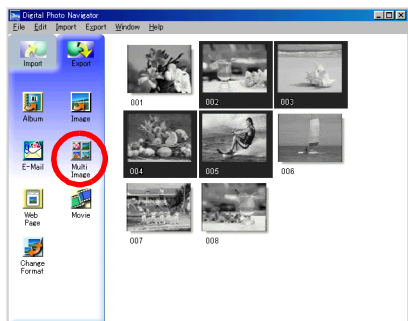 Digital Photo Navigator
File Edit Import Export Window Help
Import Export
001 002 003
Album Image
004 005 006
E-Mail Multi Image
Web Page Movie
007 008
Change Format